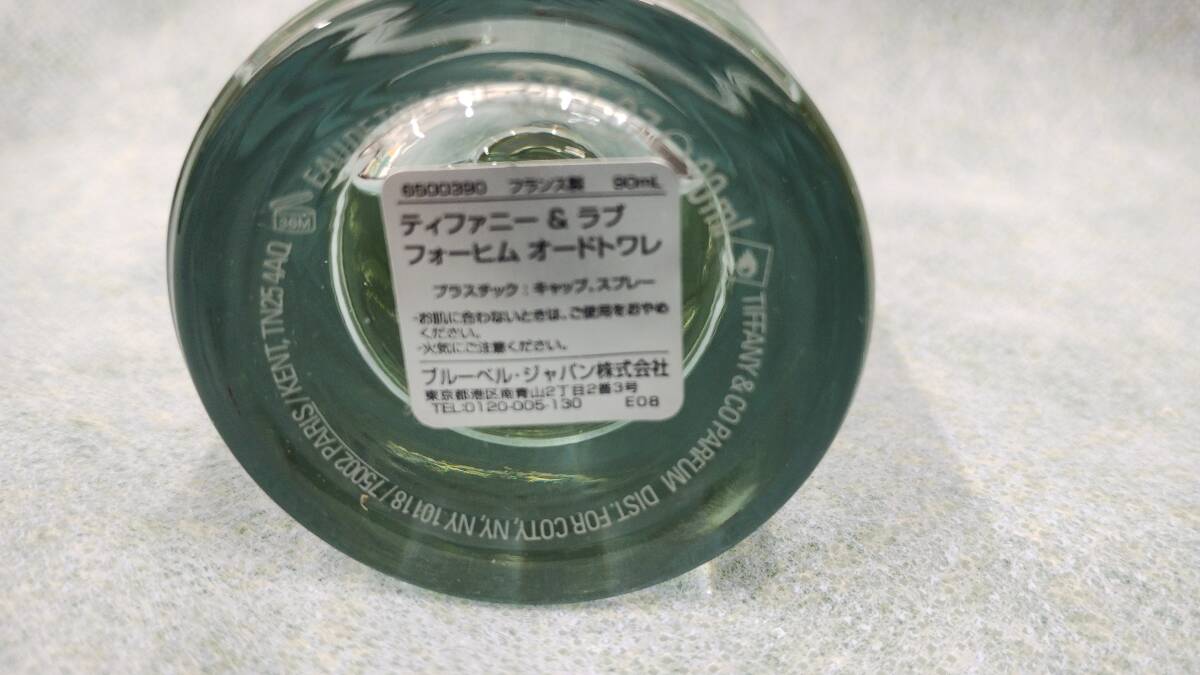 6500390 フランス製 90mL
ティファニー & ラブ
フォーヒム オードトワレ
プラスチック:キャップ、スプレー
-お肌に合わないときは、ご使用をおやめ
ください。
-火気にご注意ください。
ブルーベル・ジャパン株式会社
東京都港区南青山2丁目2番3号
TEL:0120-005-130 E08
90ml
TIFFANY & CO PARFUM DIST. FOR COTY, NY, NY 10118 / 75002 PARIS / KENT, TN25 4AQ
36M
EAU DE